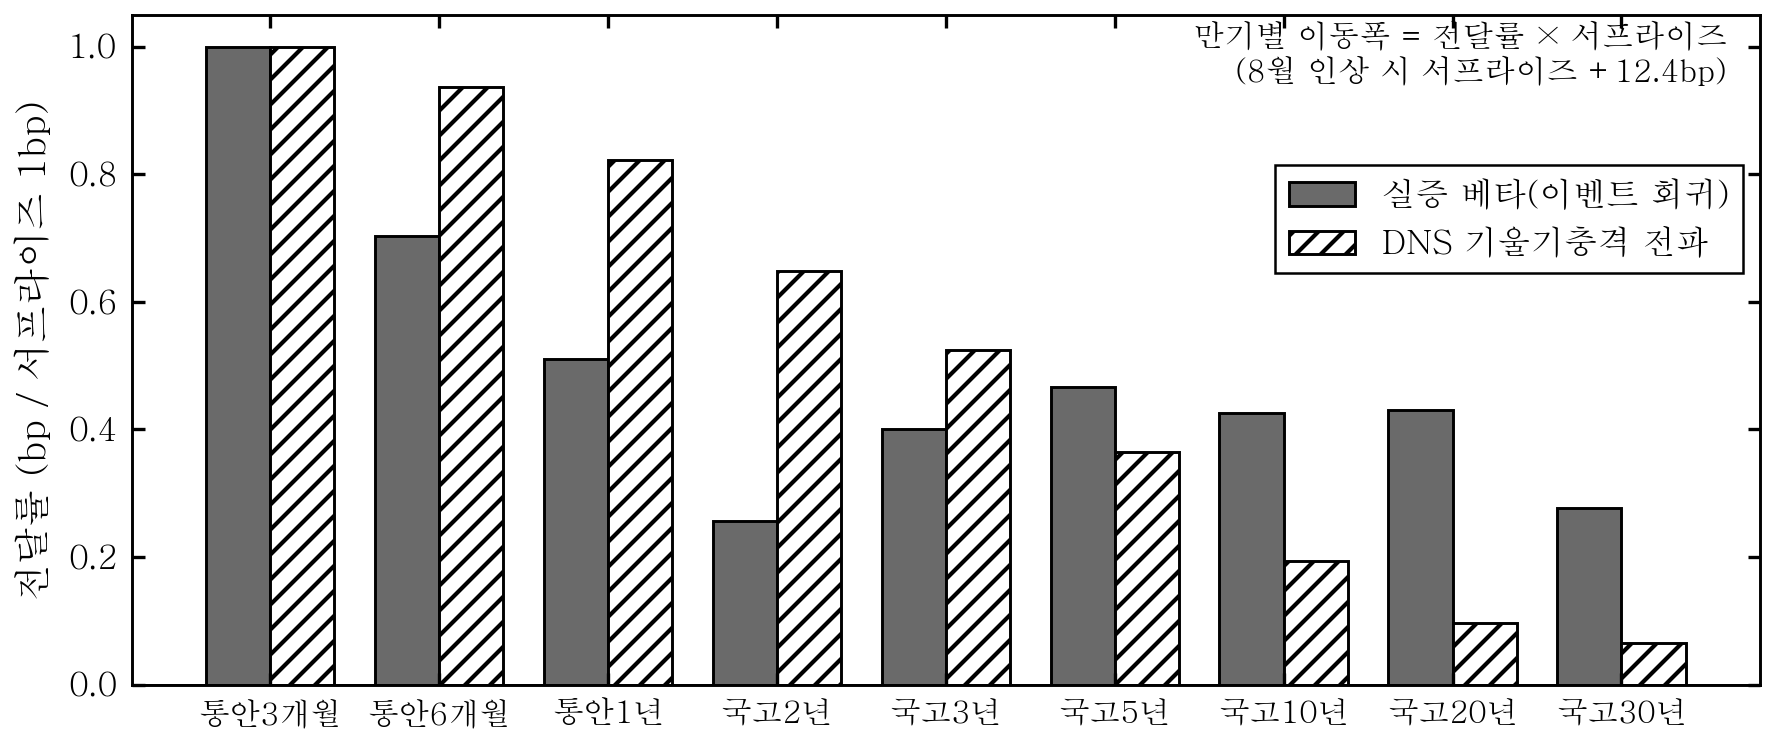 만기별 이동폭 = 전달률 × 서프라이즈
(8월 인상 시 서프라이즈 +12.4bp)
실증 베타(이벤트 회귀)
DNS 기울기충격 전파
전달률 (bp / 서프라이즈 1bp)
1.0
0.8
0.6
0.4
0.2
0.0
통안3개월 통안6개월 통안1년 국고2년 국고3년 국고5년 국고10년 국고20년 국고30년